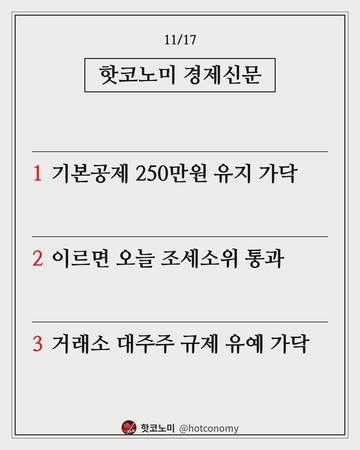 11/17
핫코노미 경제신문
1 기본공제 250만원 유지 가닥
2 이르면 오늘 조세소위 통과
3 거래소 대주주 규제 유예 가닥
핫코노미 @hotconomy